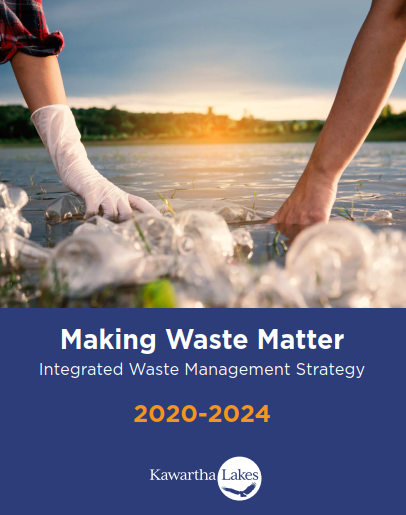 Making Waste Matter
Integrated Waste Management Strategy
2020-2024
Kawartha Lakes